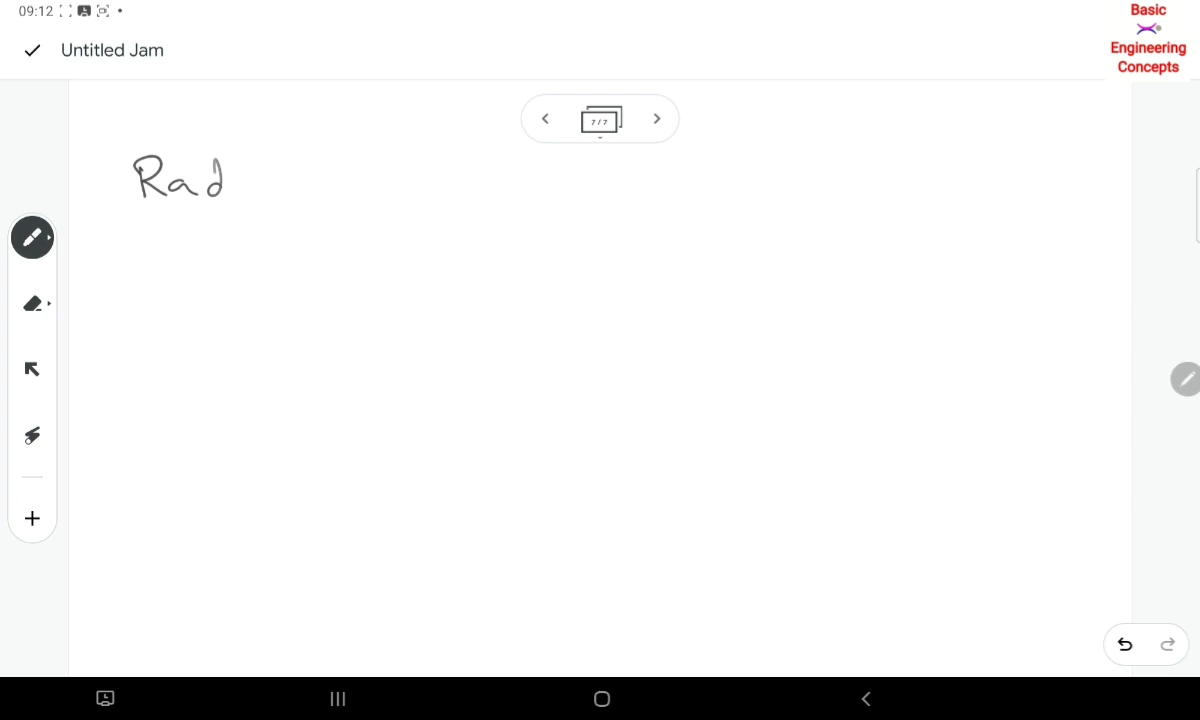 09:12
Untitled Jam
Basic
Engineering
Concepts
7/7
Rad